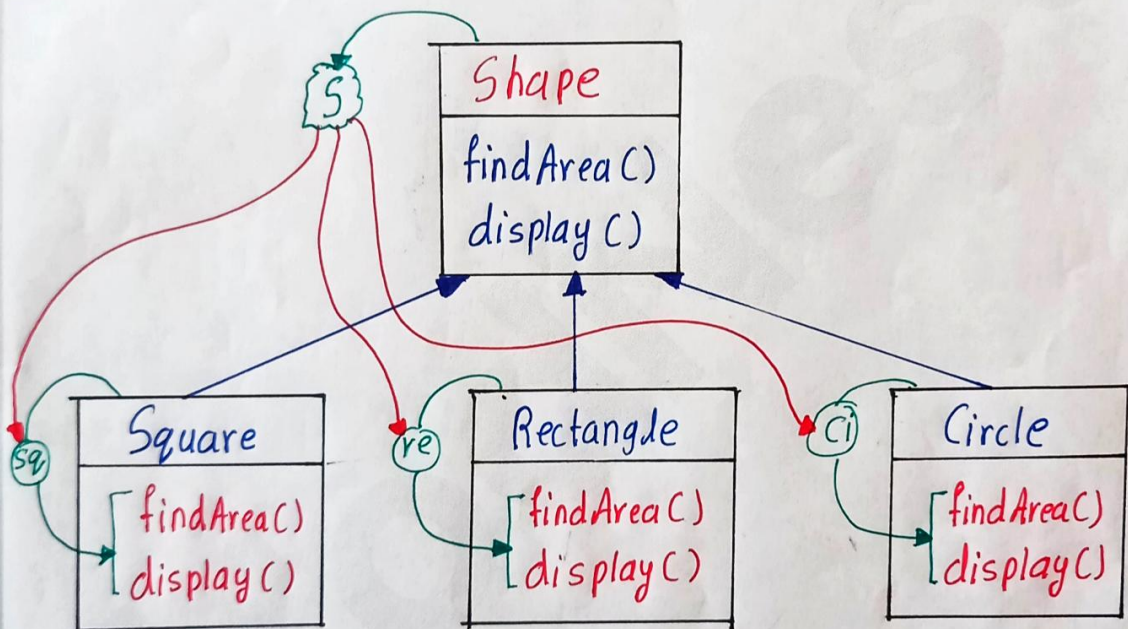 S
Shape
findArea()
display()
sq
Square
findArea()
display()
re
Rectangle
findArea()
display()
Ci
Circle
findArea()
display()